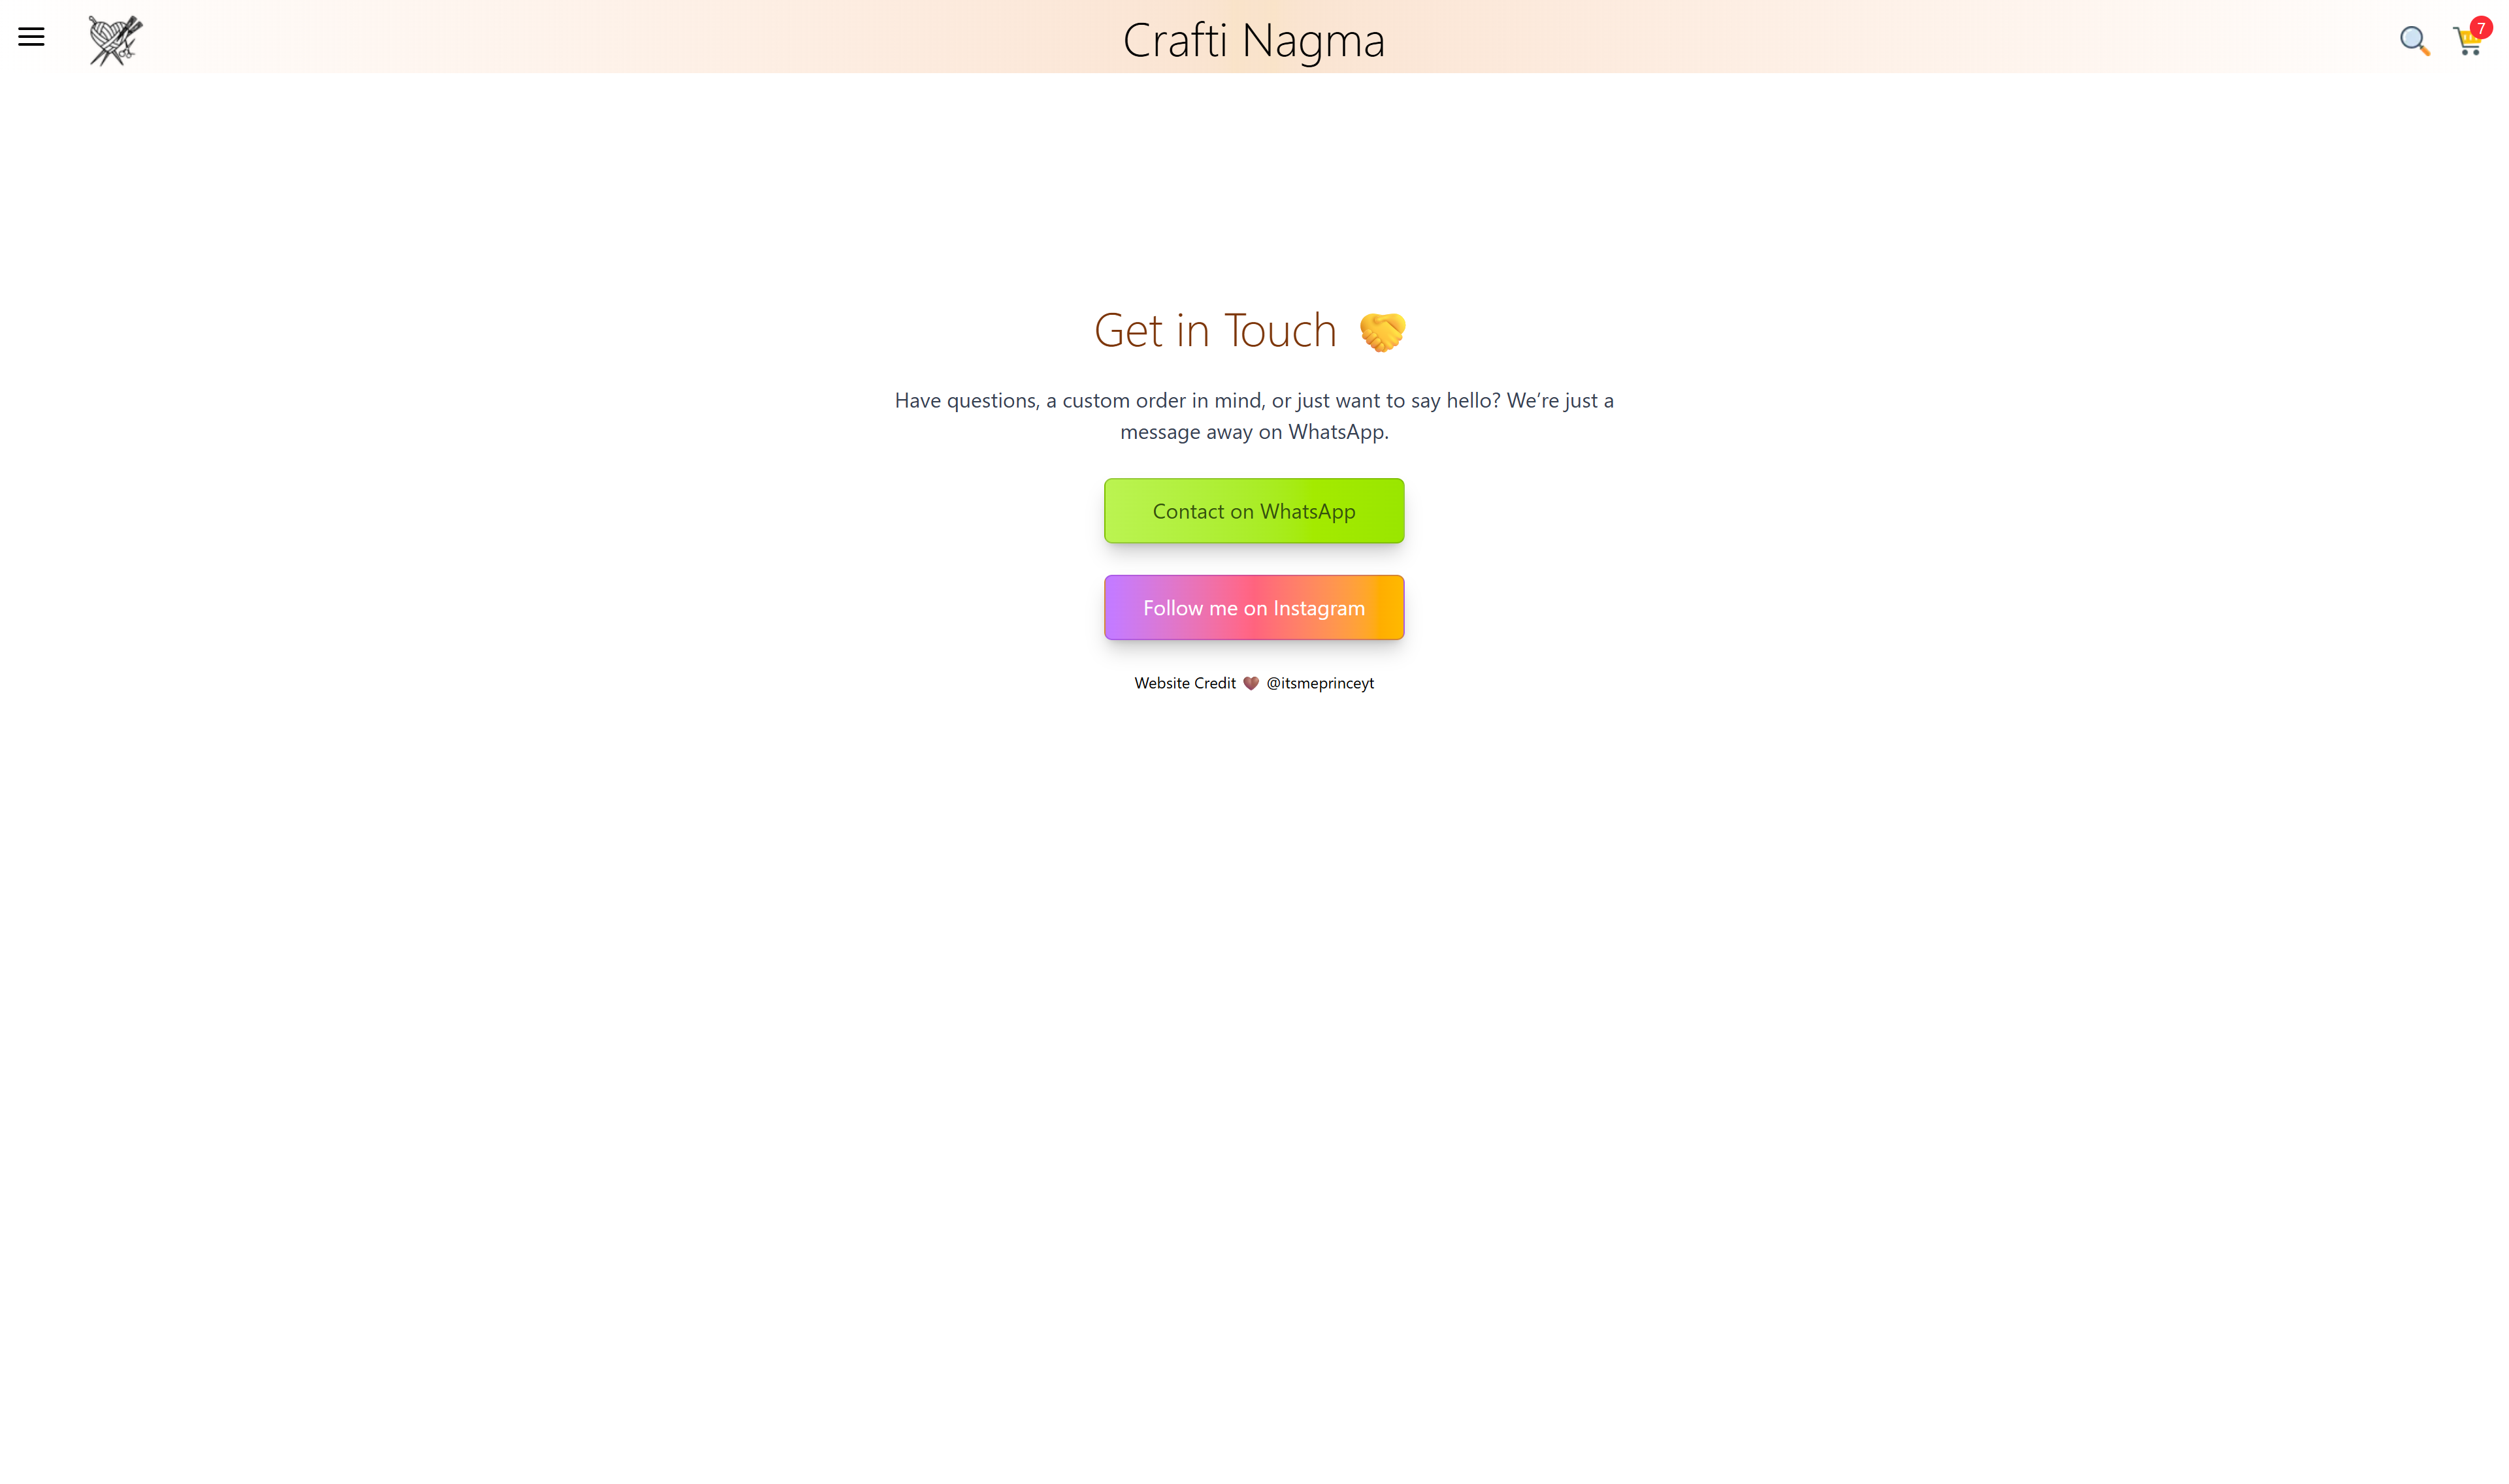 Crafti Nagma
7
Get in Touch 🤝
Have questions, a custom order in mind, or just want to say hello? We’re just a
message away on WhatsApp.
Contact on WhatsApp
Follow me on Instagram
Website Credit 🤎 @itsmeprinceyt